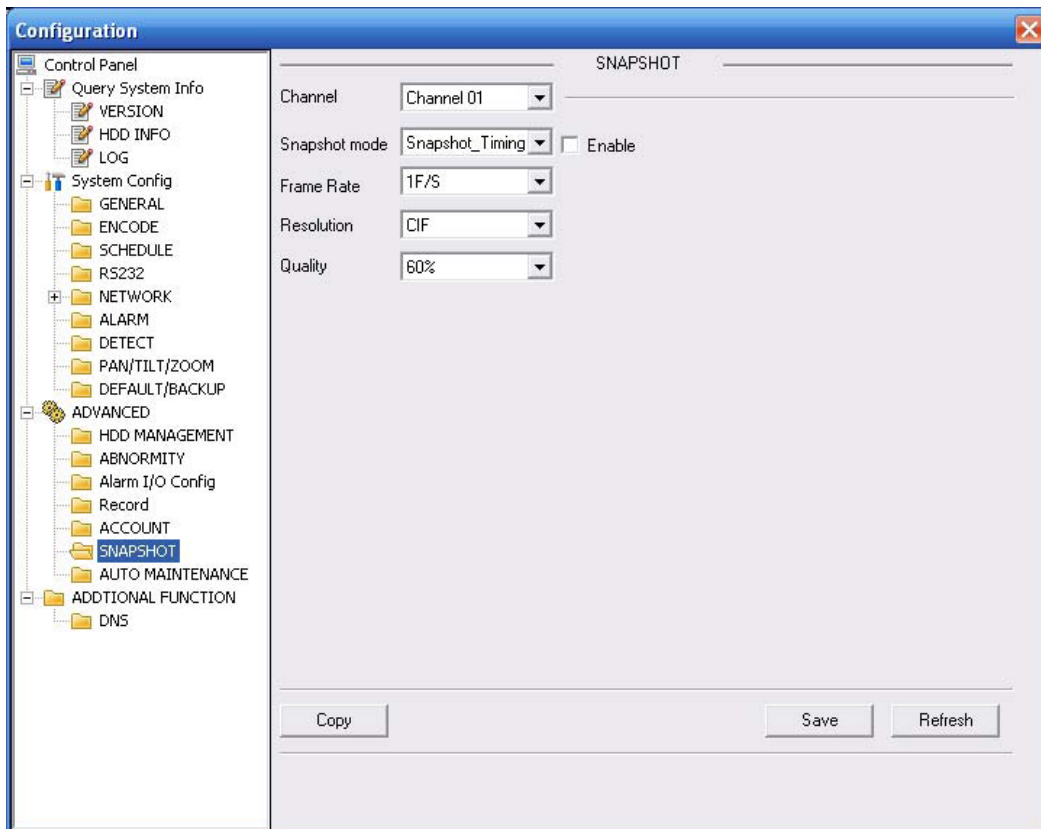 Configuration
Control Panel
Query System Info
VERSION
HDD INFO
LOG
System Config
GENERAL
ENCODE
SCHEDULE
RS232
NETWORK
ALARM
DETECT
PAN/TILT/ZOOM
DEFAULT/BACKUP
ADVANCED
HDD MANAGEMENT
ABNORMITY
Alarm I/O Config
Record
ACCOUNT
SNAPSHOT
AUTO MAINTENANCE
ADDTIONAL FUNCTION
DNS
SNAPSHOT
Channel Channel 01
Snapshot mode Snapshot_Timing Enable
Frame Rate 1F/S
Resolution CIF
Quality 60%
Copy Save Refresh